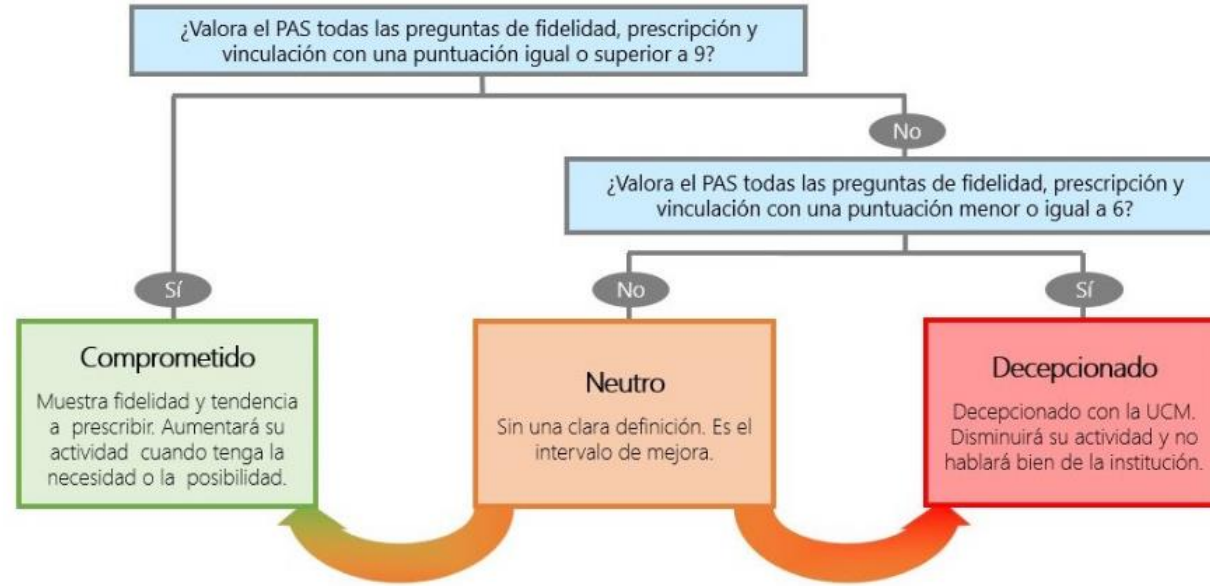 ¿Valora el PAS todas las preguntas de fidelidad, prescripción y
vinculación con una puntuación igual o superior a 9?
No
¿Valora el PAS todas las preguntas de fidelidad, prescripción y
vinculación con una puntuación menor o igual a 6?
Sí
No
Sí
Comprometido
Muestra fidelidad y tendencia
a prescribir. Aumentará su
actividad cuando tenga la
necesidad o la posibilidad.
Neutro
Sin una clara definición. Es el
intervalo de mejora.
Decepcionado
Decepcionado con la UCM.
Disminuirá su actividad y no
hablará bien de la institución.